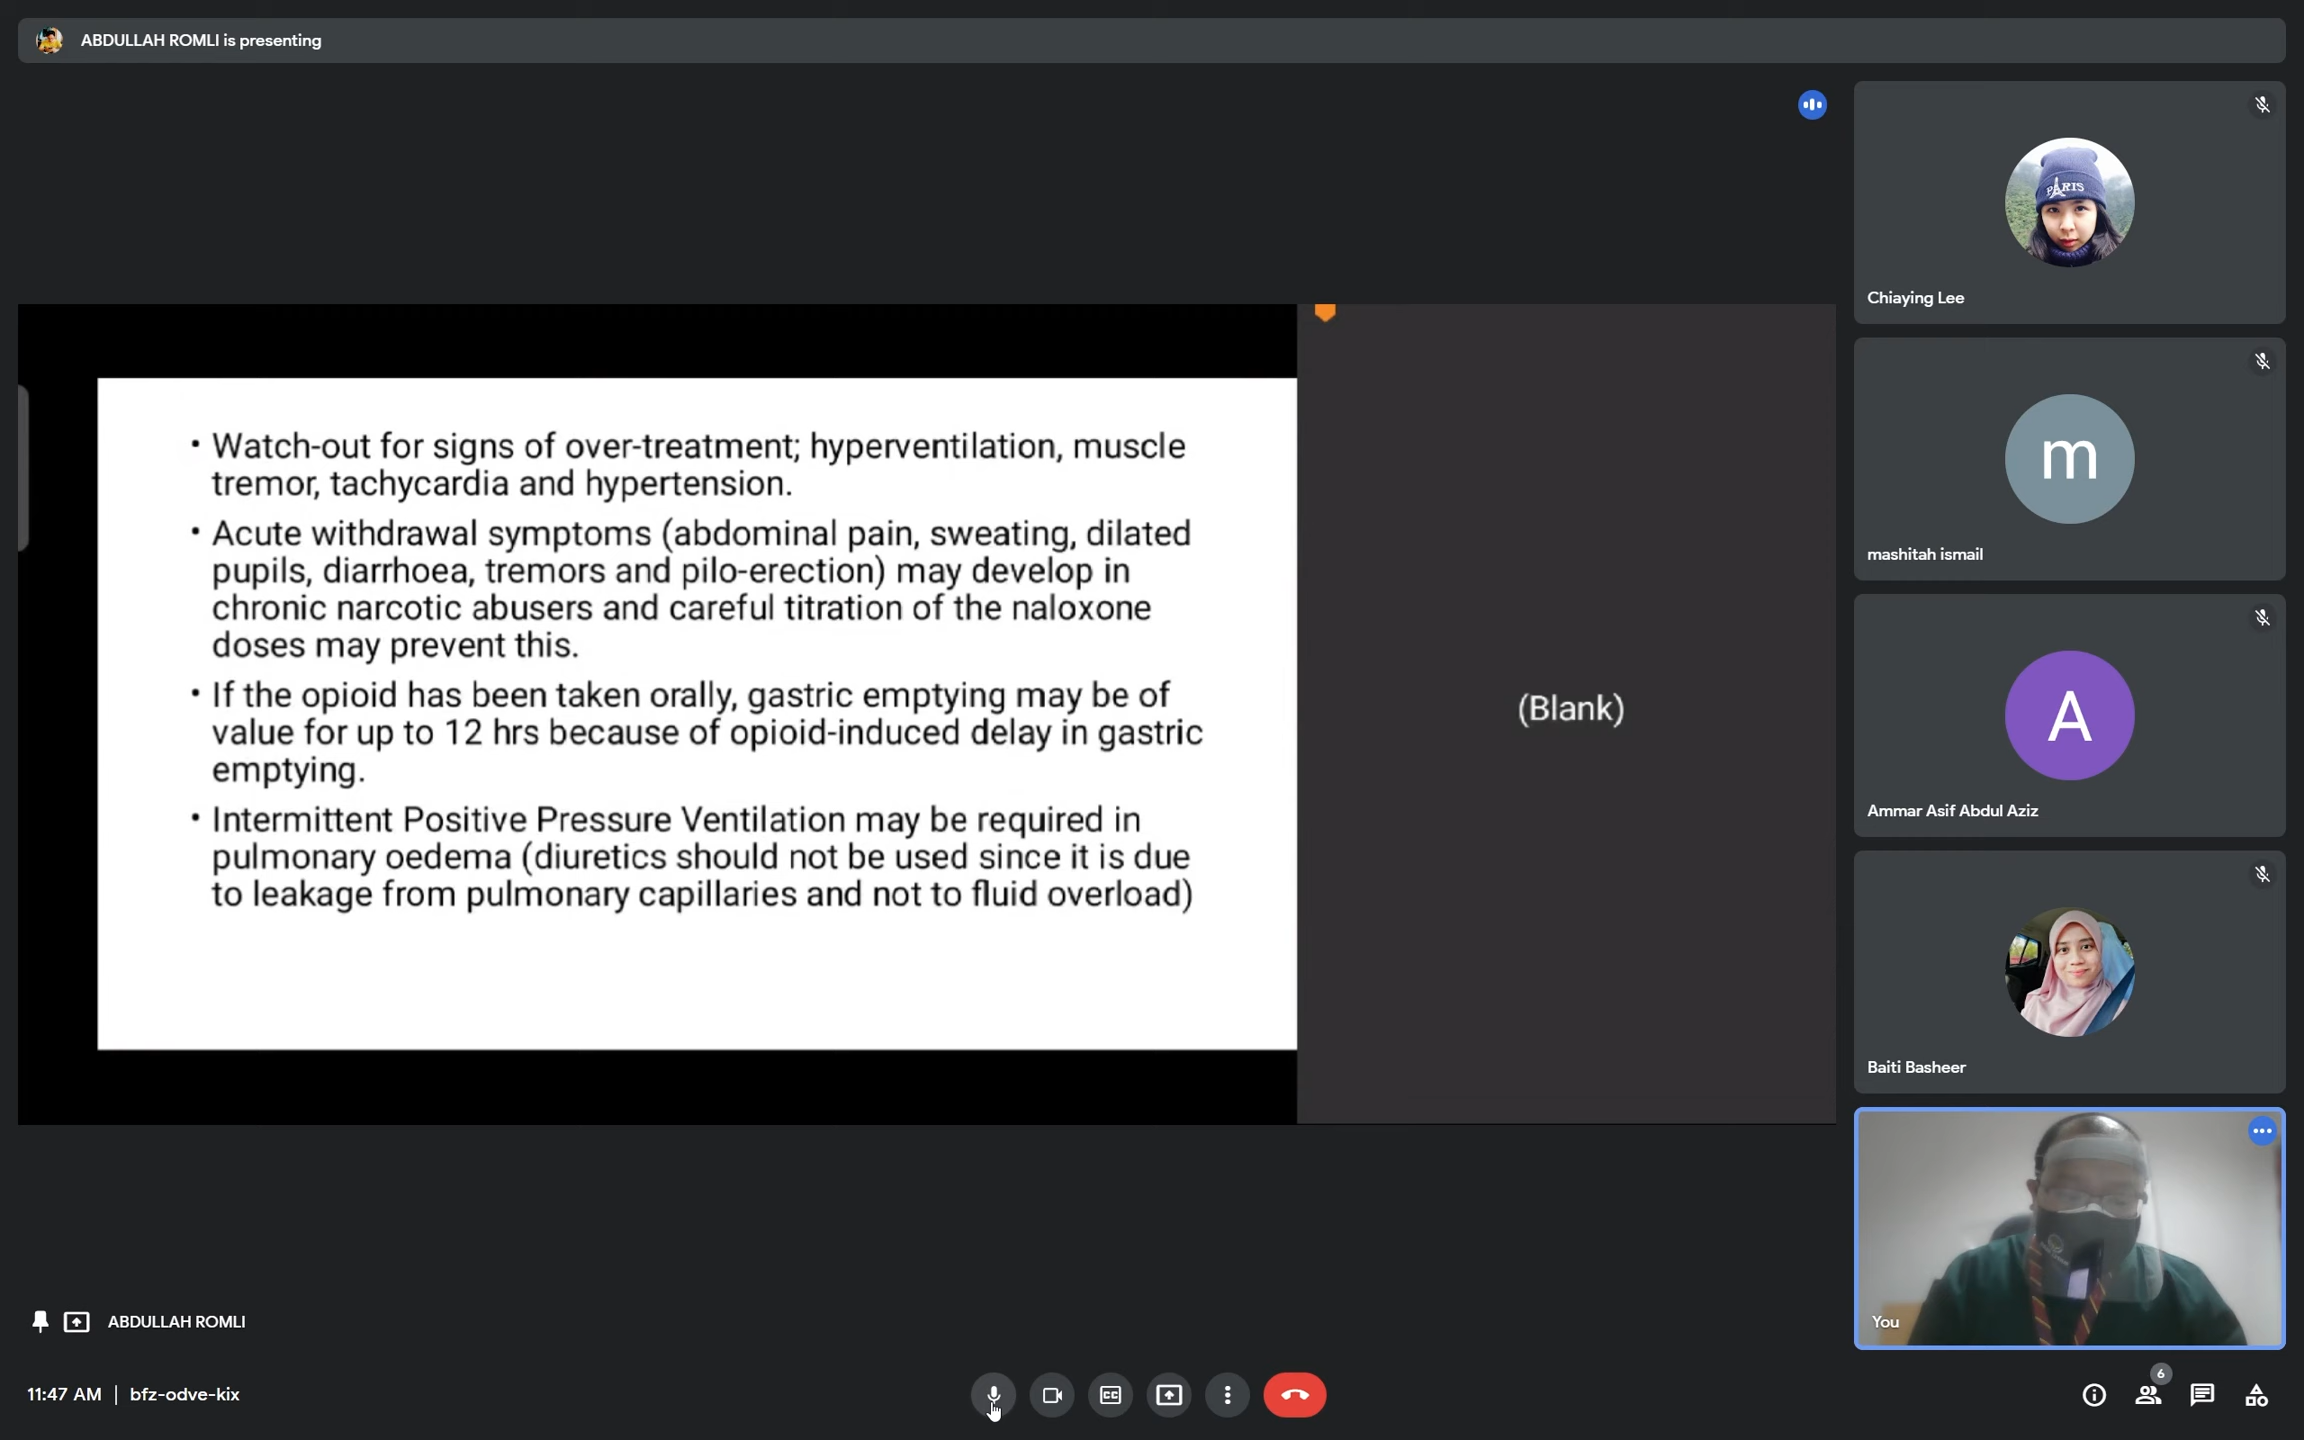 ABDULLAH ROMLI is presenting
• Watch-out for signs of over-treatment; hyperventilation, muscle
tremor, tachycardia and hypertension.
• Acute withdrawal symptoms (abdominal pain, sweating, dilated
pupils, diarrhoea, tremors and pilo-erection) may develop in
chronic narcotic abusers and careful titration of the naloxone
doses may prevent this.
• If the opioid has been taken orally, gastric emptying may be of
value for up to 12 hrs because of opioid-induced delay in gastric
emptying.
• Intermittent Positive Pressure Ventilation may be required in
pulmonary oedema (diuretics should not be used since it is due
to leakage from pulmonary capillaries and not to fluid overload)
(Blank)
PARIS
Chiaying Lee
m
mashitah ismail
A
Ammar Asif Abdul Aziz
Baiti Basheer
You
ABDULLAH ROMLI
11:47 AM | bfz-odve-kix
CC
6